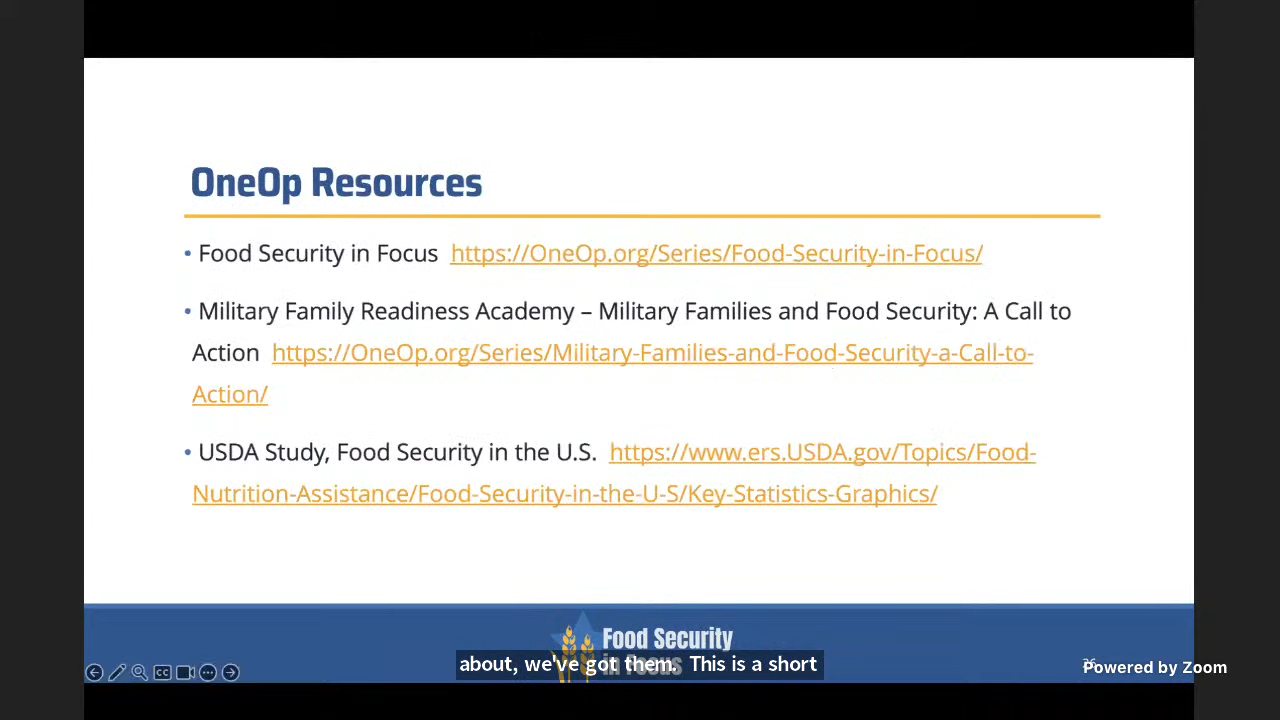 OneOp Resources
• Food Security in Focus https://OneOp.org/Series/Food-Security-in-Focus/
• Military Family Readiness Academy – Military Families and Food Security: A Call to
Action https://OneOp.org/Series/Military-Families-and-Food-Security-a-Call-to-
Action/
• USDA Study, Food Security in the U.S. https://www.ers.USDA.gov/Topics/Food-
Nutrition-Assistance/Food-Security-in-the-U-S/Key-Statistics-Graphics/
Food Security
in Focus
about, we've got them. This is a short
CC
Powered by Zoom